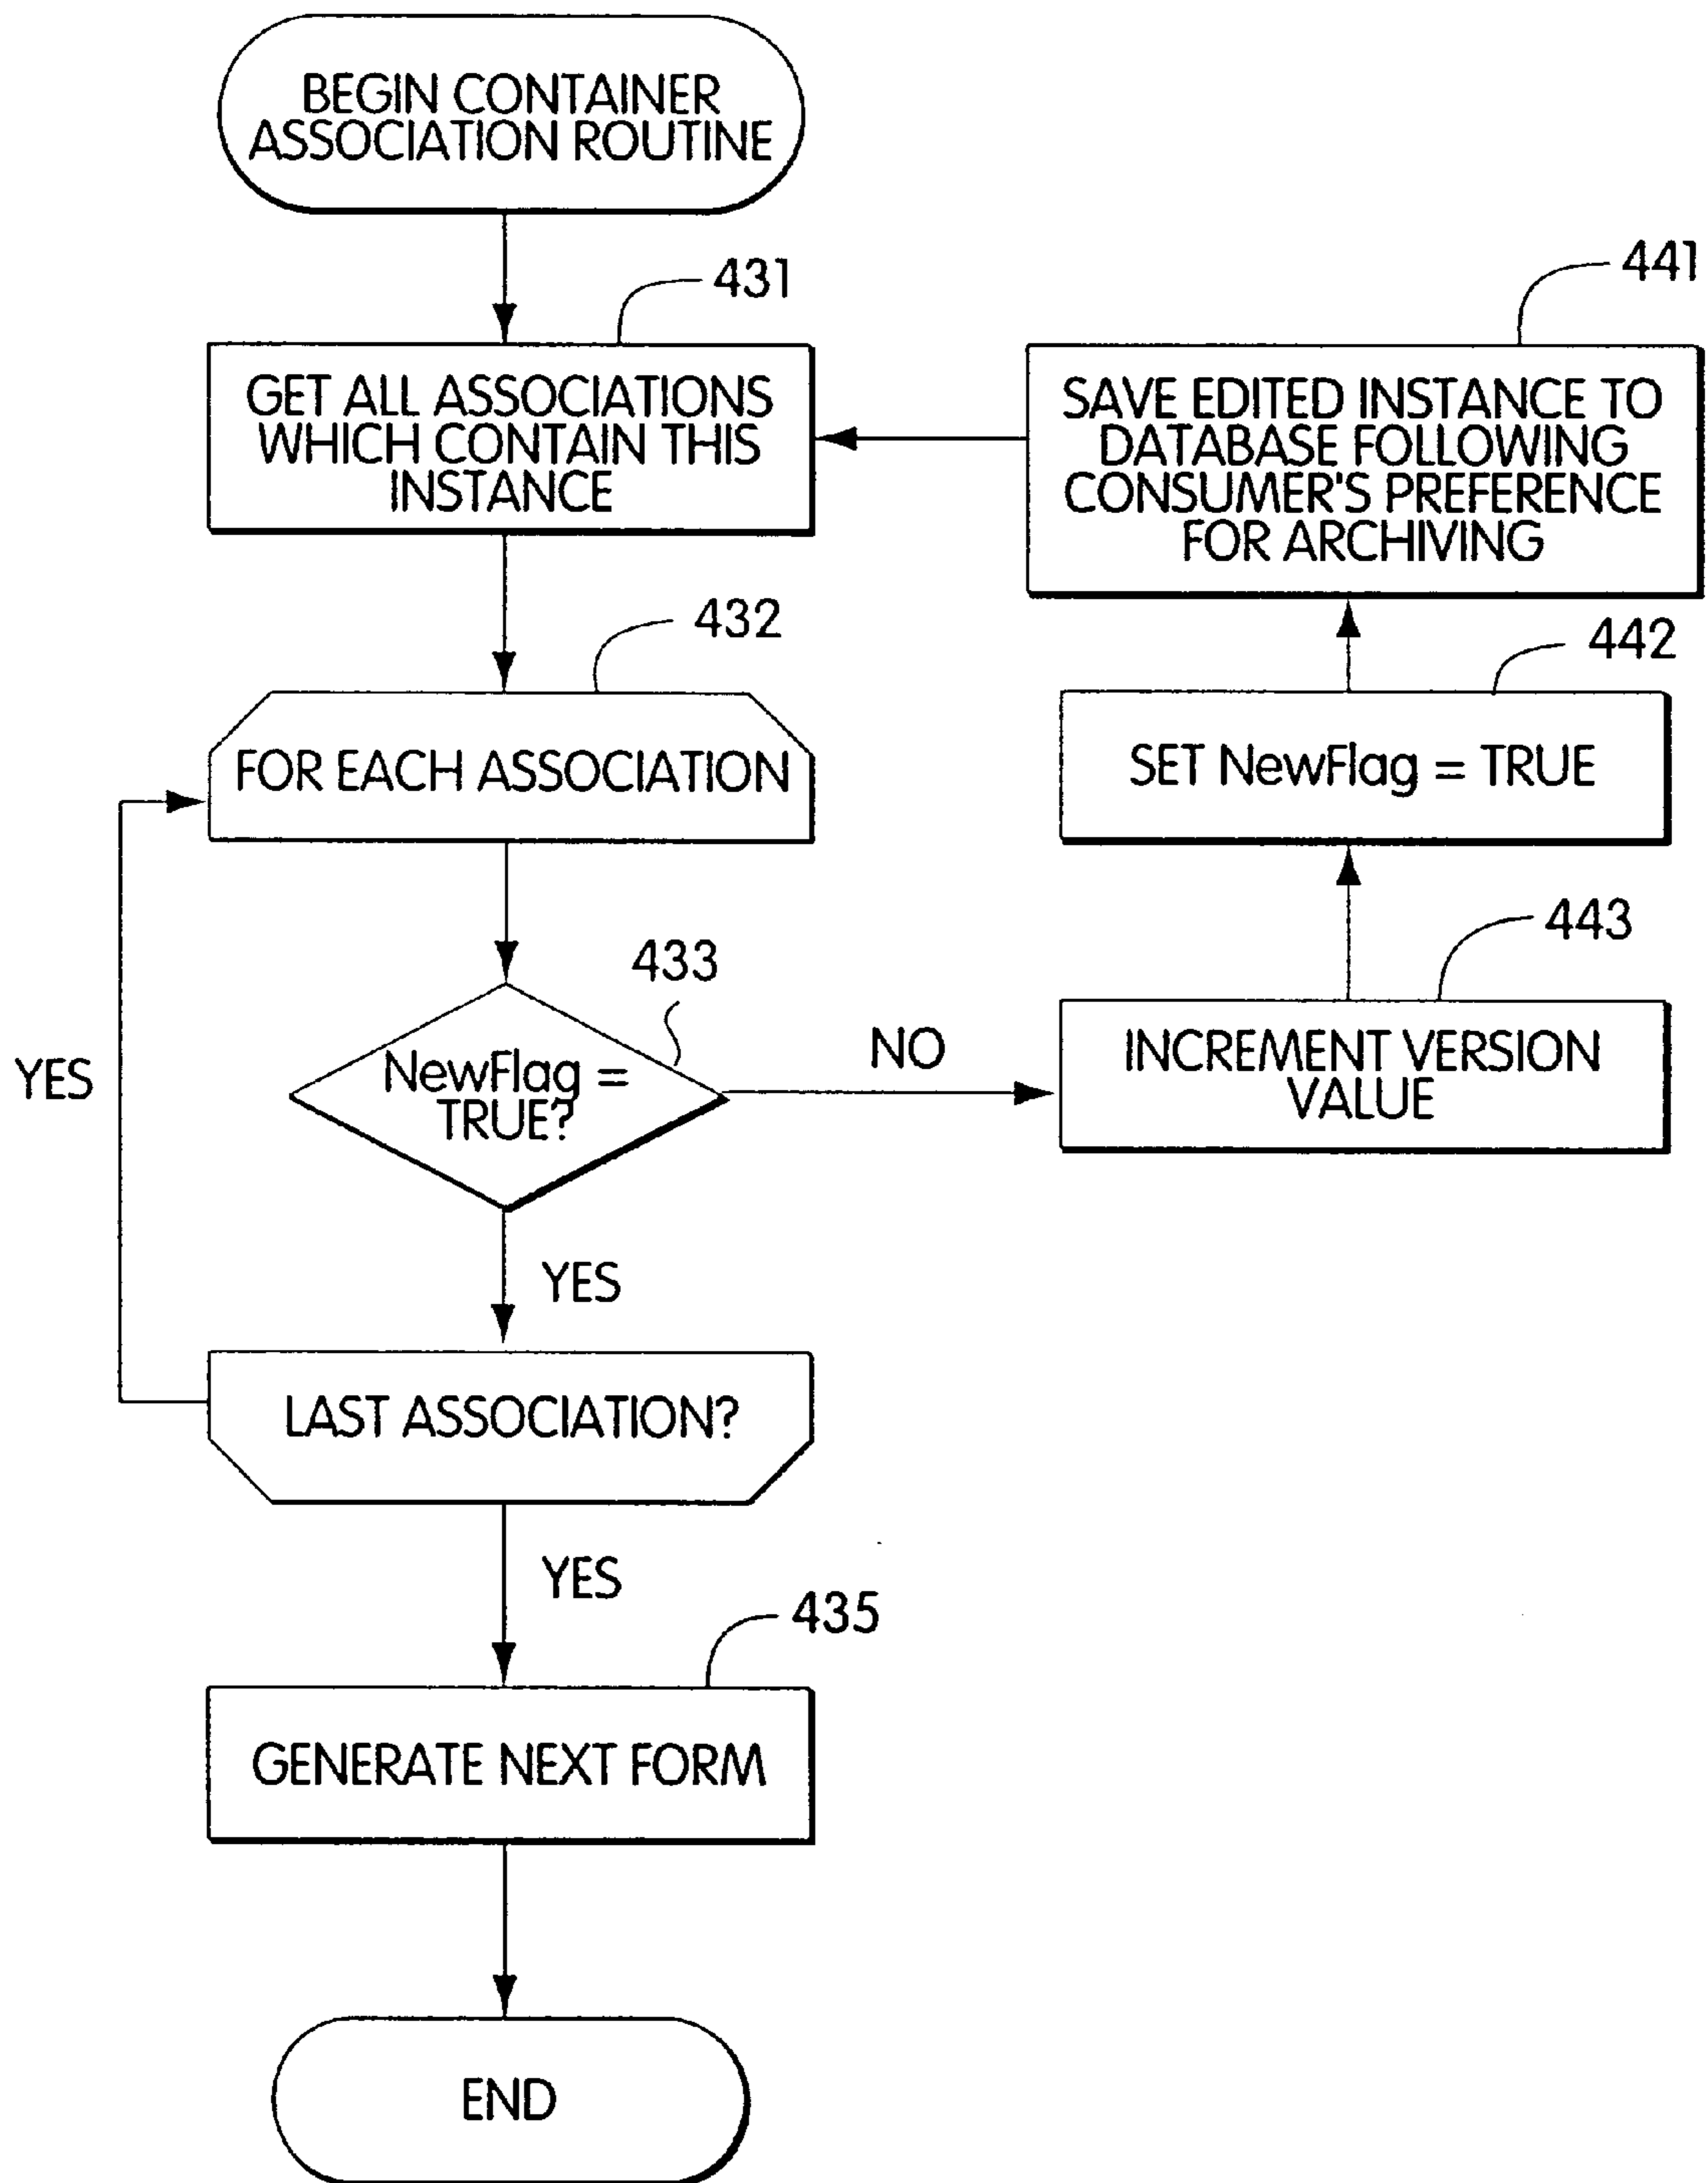 BEGIN CONTAINER
ASSOCIATION ROUTINE
431
GET ALL ASSOCIATIONS
WHICH CONTAIN THIS
INSTANCE
441
SAVE EDITED INSTANCE TO
DATABASE FOLLOWING
CONSUMER'S PREFERENCE
FOR ARCHIVING
432
FOR EACH ASSOCIATION
442
SET NewFlag = TRUE
433
NewFlag =
TRUE?
NO
443
INCREMENT VERSION
VALUE
YES
YES
LAST ASSOCIATION?
YES
435
GENERATE NEXT FORM
END